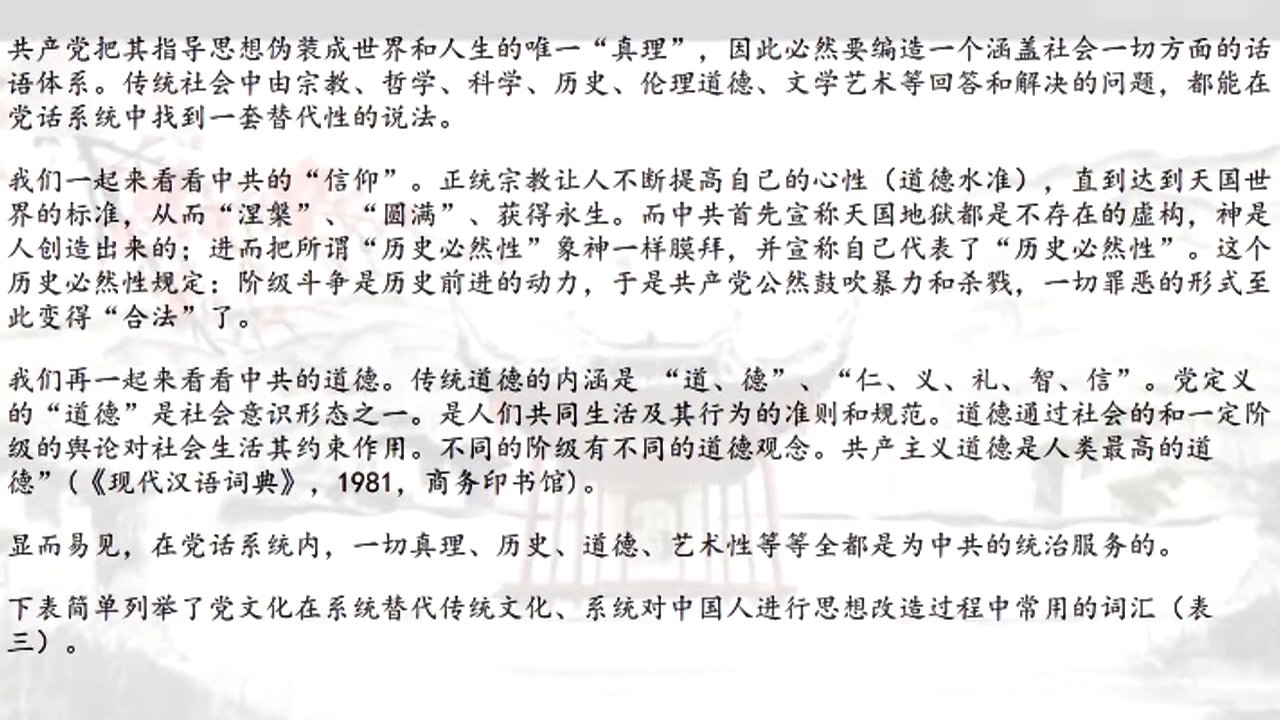 共产党把其指导思想伪装成世界和人生的唯一“真理”，因此必然要编造一个涵盖社会一切方面的话
语体系。传统社会中由宗教、哲学、科学、历史、伦理道德、文学艺术等回答和解决的问题，都能在
党话系统中找到一套替代性的说法。
我们一起来看看中共的“信仰”。正统宗教让人不断提高自己的心性（道德水准），直到达到天国世
界的标准，从而“涅槃”、“圆满”、获得永生。而中共首先宣称天国地狱都是不存在的虚构，神是
人创造出来的；进而把所谓“历史必然性”象神一样膜拜，并宣称自己代表了“历史必然性”。这个
历史必然性规定：阶级斗争是历史前进的动力，于是共产党公然鼓吹暴力和杀戮，一切罪恶的形式至
此变得“合法”了。
我们再一起来看看中共的道德。传统道德的内涵是 “道、德”、“仁、义、礼、智、信”。党定义
的“道德”是社会意识形态之一。是人们共同生活及其行为的准则和规范。道德通过社会的和一定阶
级的舆论对社会生活其约束作用。不同的阶级有不同的道德观念。共产主义道德是人类最高的道
德”(《现代汉语词典》，1981，商务印书馆)。
显而易见，在党话系统内，一切真理、历史、道德、艺术性等等全都是为中共的统治服务的。
下表简单列举了党文化在系统替代传统文化、系统对中国人进行思想改造过程中常用的词汇（表
三）。